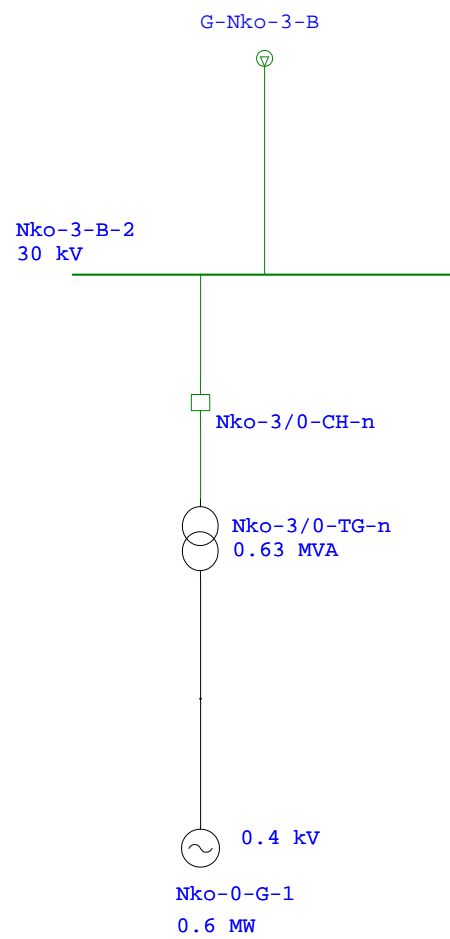 G-Nko-3-B
Nko-3-B-2
30 kV
Nko-3/0-CH-n
Nko-3/0-TG-n
0.63 MVA
0.4 kV
Nko-0-G-1
0.6 MW